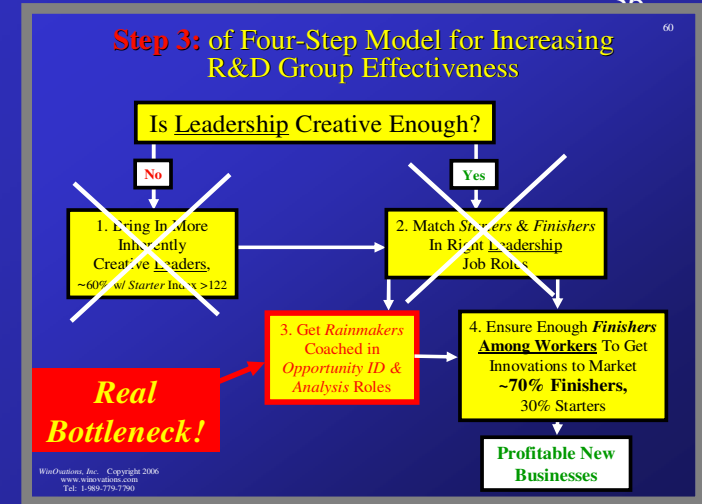 60
Step 3: of Four-Step Model for Increasing
R&D Group Effectiveness
Is Leadership Creative Enough?
No
Yes
1. Bring In More
Inherently
Creative Leaders,
~60% w/ Starter Index >122
2. Match Starters & Finishers
In Right Leadership
Job Roles
3. Get Rainmakers
Coached in
Opportunity ID &
Analysis Roles
4. Ensure Enough Finishers
Among Workers To Get
Innovations to Market
~70% Finishers,
30% Starters
Real
Bottleneck!
Profitable New
Businesses
WinOvations, Inc. Copyright 2006
www.winovations.com
Tel: 1-989-779-7790